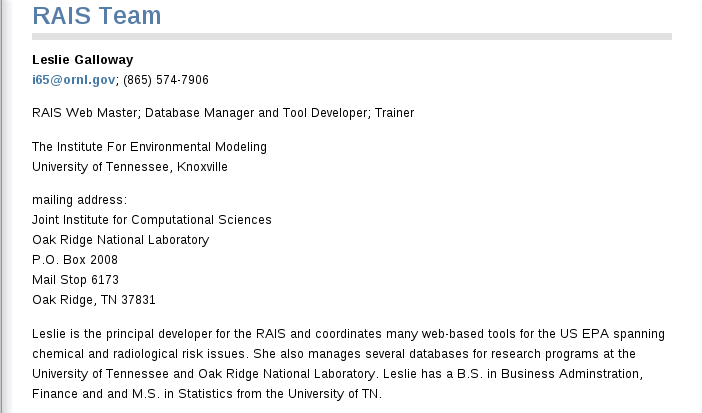 RAIS Team
Leslie Galloway
i65@ornl.gov; (865) 574-7906
RAIS Web Master; Database Manager and Tool Developer; Trainer
The Institute For Environmental Modeling
University of Tennessee, Knoxville
mailing address:
Joint Institute for Computational Sciences
Oak Ridge National Laboratory
P.O. Box 2008
Mail Stop 6173
Oak Ridge, TN 37831
Leslie is the principal developer for the RAIS and coordinates many web-based tools for the US EPA spanning
chemical and radiological risk issues. She also manages several databases for research programs at the
University of Tennessee and Oak Ridge National Laboratory. Leslie has a B.S. in Business Adminstration,
Finance and and M.S. in Statistics from the University of TN.